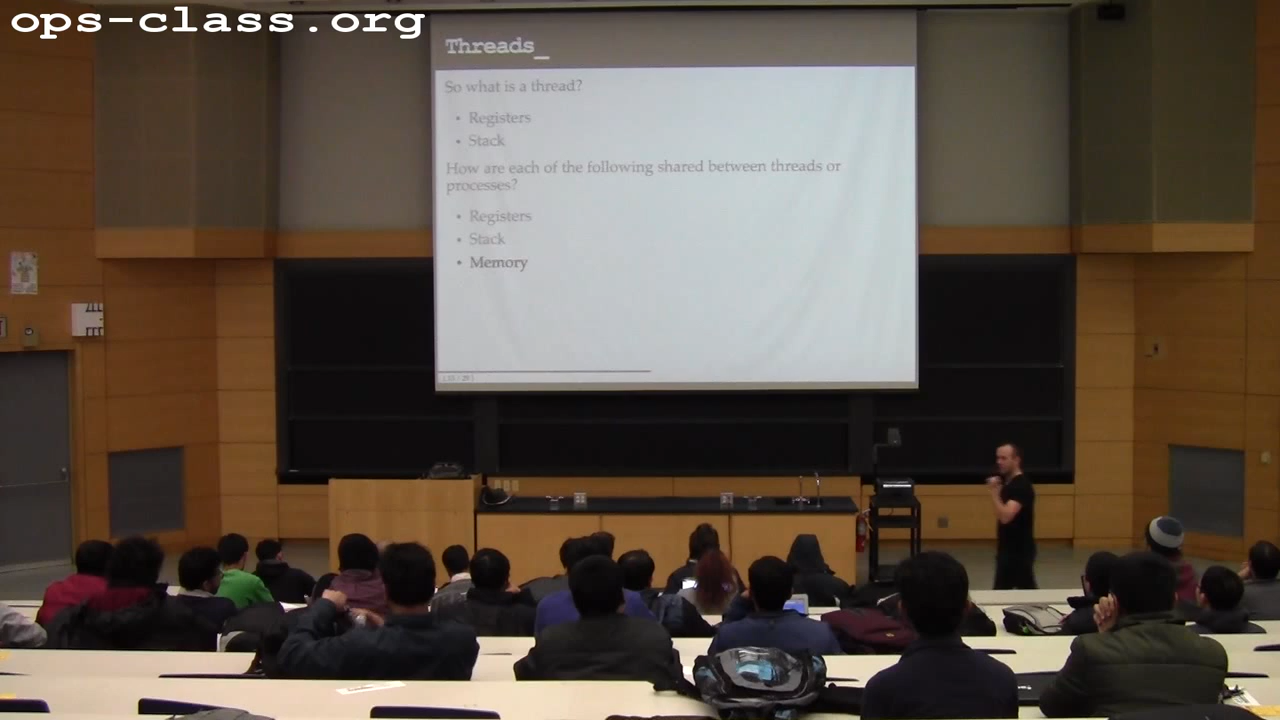 ops-class.org
Threads_
So what is a thread?
• Registers
• Stack
How are each of the following shared between threads or
processes?
• Registers
• Stack
• Memory